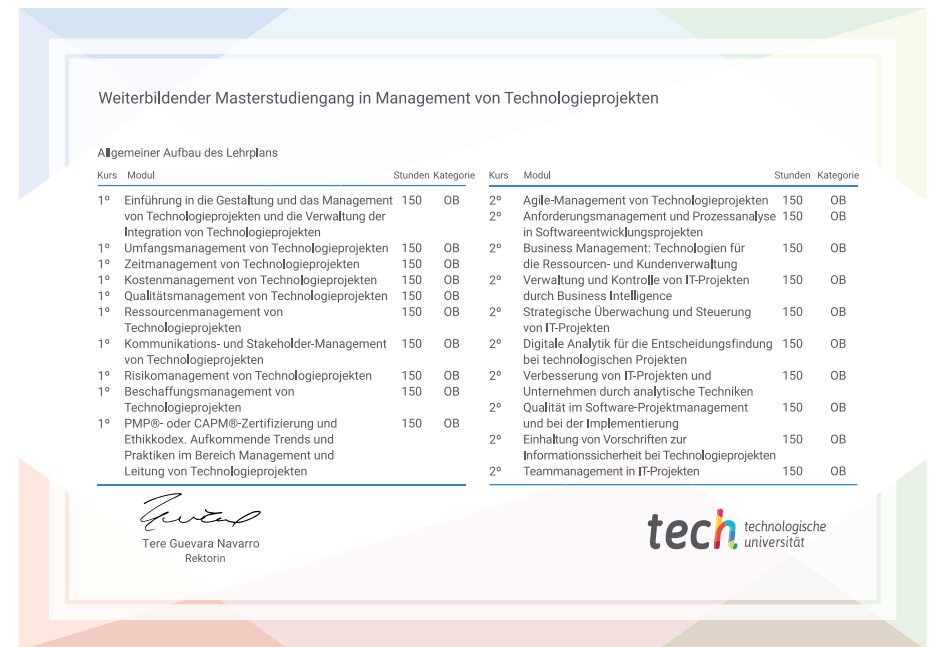 Weiterbildender Masterstudiengang in Management von Technologieprojekten
Allgemeiner Aufbau des Lehrplans
Kurs Modul Stunden Kategorie
1º Einführung in die Gestaltung und das Management 150 OB
von Technologieprojekten und die Verwaltung der
Integration von Technologieprojekten
1º Umfangsmanagement von Technologieprojekten 150 OB
1º Zeitmanagement von Technologieprojekten 150 OB
1º Kostenmanagement von Technologieprojekten 150 OB
1º Qualitätsmanagement von Technologieprojekten 150 OB
1º Ressourcenmanagement von 150 OB
Technologieprojekten
1º Kommunikations- und Stakeholder-Management 150 OB
von Technologieprojekten
1º Risikomanagement von Technologieprojekten 150 OB
1º Beschaffungsmanagement von 150 OB
Technologieprojekten
1º PMP®- oder CAPM®-Zertifizierung und 150 OB
Ethikkodex. Aufkommende Trends und
Praktiken im Bereich Management und
Leitung von Technologieprojekten
Kurs Modul Stunden Kategorie
2º Agile-Management von Technologieprojekten 150 OB
2º Anforderungsmanagement und Prozessanalyse 150 OB
in Softwareentwicklungsprojekten
2º Business Management: Technologien für 150 OB
die Ressourcen- und Kundenverwaltung
2º Verwaltung und Kontrolle von IT-Projekten 150 OB
durch Business Intelligence
2º Strategische Überwachung und Steuerung 150 OB
von IT-Projekten
2º Digitale Analytik für die Entscheidungsfindung 150 OB
bei technologischen Projekten
2º Verbesserung von IT-Projekten und 150 OB
Unternehmen durch analytische Techniken
2º Qualität im Software-Projektmanagement 150 OB
und bei der Implementierung
2º Einhaltung von Vorschriften zur 150 OB
Informationssicherheit bei Technologieprojekten
2º Teammanagement in IT-Projekten 150 OB
Tere Guevara Navarro
Rektorin
tech technologische
universität